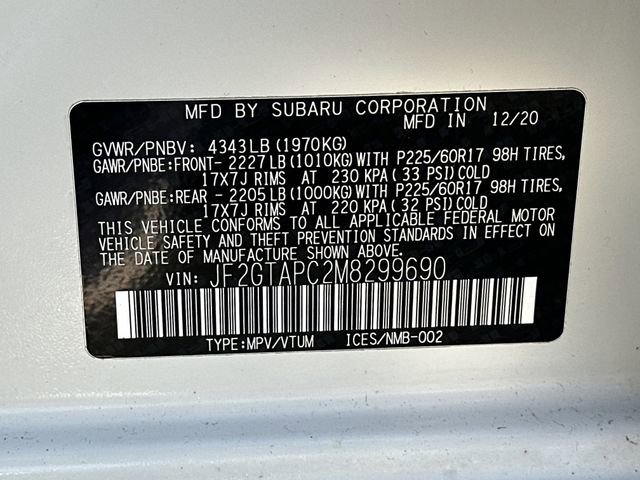 MFD BY SUBARU CORPORATION
MFD IN 12/20
GVWR/PNBV: 4343LB (1970KG)
GAWR/PNBE:FRONT- 2227LB (1010KG) WITH P225/60R17 98H TIRES,
17X7J RIMS AT 230 KPA (33 PSI) COLD
GAWR/PNBE:REAR - 2205LB (1000KG) WITH P225/60R17 98H TIRES,
17X7J RIMS AT 220 KPA (32 PSI) COLD
THIS VEHICLE CONFORMS TO ALL APPLICABLE FEDERAL MOTOR
VEHICLE SAFETY AND THEFT PREVENTION STANDARDS IN EFFECT
ON THE DATE OF MANUFACTURE SHOWN ABOVE.
VIN: JF2GTAPC2M8299690
TYPE:MPV/VTUM ICES/NMB-002